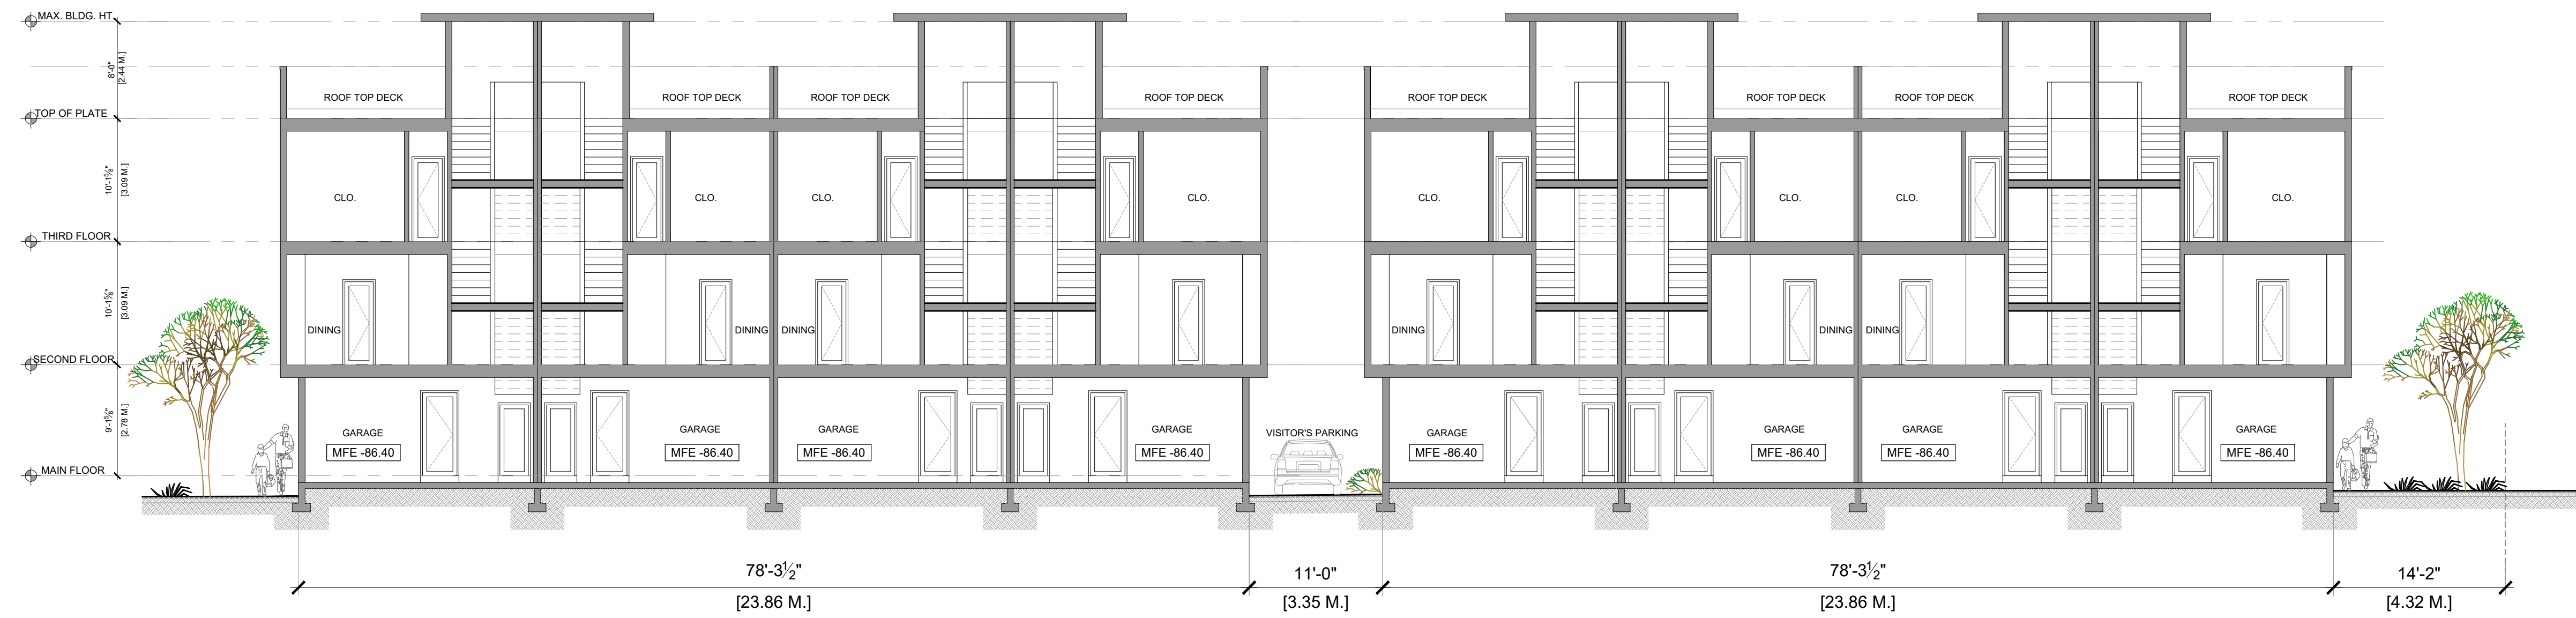 MAX. BLDG. HT.
8'-0"
[2.44 M.]
ROOF TOP DECK
ROOF TOP DECK
ROOF TOP DECK
ROOF TOP DECK
ROOF TOP DECK
ROOF TOP DECK
ROOF TOP DECK
ROOF TOP DECK
TOP OF PLATE
10'-1⅝"
[3.09 M.]
CLO.
CLO.
CLO.
CLO.
CLO.
CLO.
CLO.
CLO.
THIRD FLOOR
10'-1⅝"
[3.09 M.]
DINING
DINING
DINING
DINING
DINING
DINING
SECOND FLOOR
9'-1⅝"
[2.78 M.]
GARAGE
MFE -86.40
GARAGE
MFE -86.40
GARAGE
MFE -86.40
GARAGE
MFE -86.40
VISITOR'S PARKING
GARAGE
MFE -86.40
GARAGE
MFE -86.40
GARAGE
MFE -86.40
GARAGE
MFE -86.40
MAIN FLOOR
78'-3½"
[23.86 M.]
11'-0"
[3.35 M.]
78'-3½"
[23.86 M.]
14'-2"
[4.32 M.]